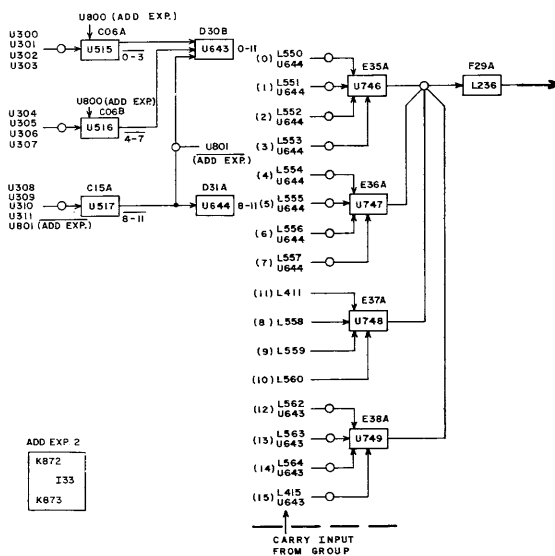 U800 (ADD EXP.)
C06A
U300
U301
U302
U303
U515
0-3
D30B
U643
0-11
U800 (ADD EXP.)
C06B
U304
U305
U306
U307
U516
4-7
U801
(ADD EXP.)
U308
U309
U310
U311
U801 (ADD EXP.)
C15A
U517
8-11
D31A
U644
8-11
(0) L550
U644
(1) L551
U644
(2) L552
U644
(3) L553
U644
E35A
U746
F29A
L236
(4) L554
U644
(5) L555
U644
(6) L556
U644
(7) L557
U644
E36A
U747
(11) L411
(8) L558
(9) L559
(10) L560
E37A
U748
(12) L562
U643
(13) L563
U643
(14) L564
U643
(15) L415
U643
E38A
U749
ADD EXP. 2
K872
I33
K873
CARRY INPUT
FROM GROUP